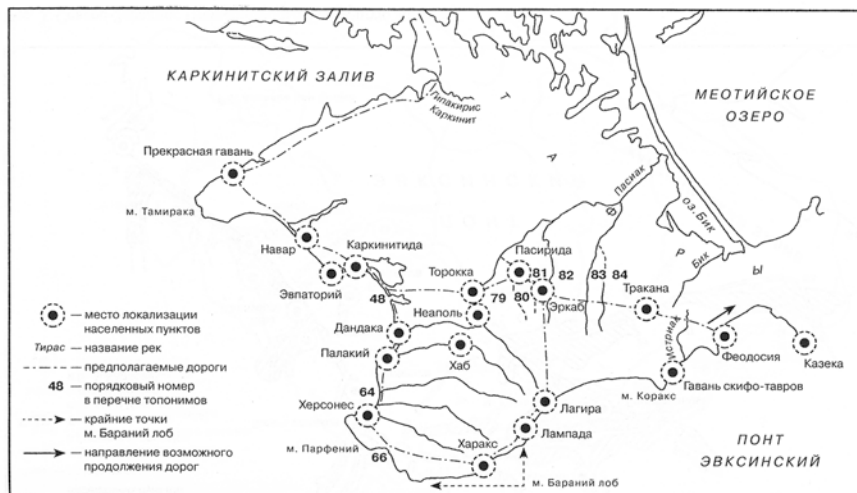 КАРКИНИТСКИЙ ЗАЛИВ
МЕОТИЙСКОЕ
ОЗЕРО
Гипакирис
Каркинит
Т
А
Ф
Р
Ы
Прекрасная гавань
м. Тамирака
Пасиак
оз. Бик
Бик
Навар
Каркинитида
Эвпаторий
48
Торокка
Пасирида
79
80
81
82
83
84
Эркаб
Тракана
Неаполь
Дандака
Палакий
Хаб
Истриан
Феодосия
Казека
Гавань скифо-тавров
м. Коракс
64
Херсонес
Лагира
Лампада
м. Парфений
66
Харакс
м. Бараний лоб
ПОНТ
ЭВКСИНСКИЙ
— место локализации
населенных пунктов
Тирас — название рек
— предполагаемые дороги
48 — порядковый номер
в перечне топонимов
— крайние точки
м. Бараний лоб
— направление возможного
продолжения дорог